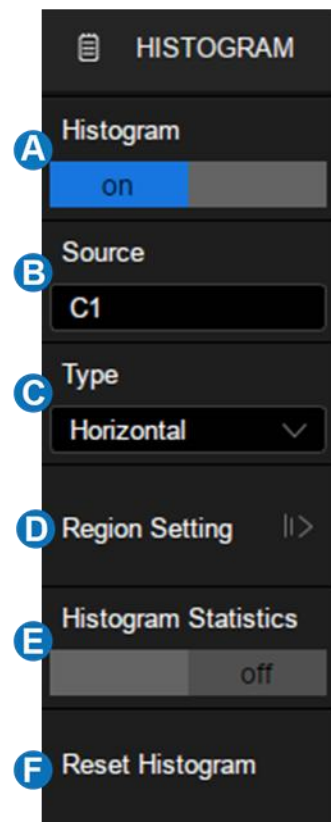 HISTOGRAM
A
Histogram
on
B
Source
C1
C
Type
Horizontal
D
Region Setting
E
Histogram Statistics
off
F
Reset Histogram